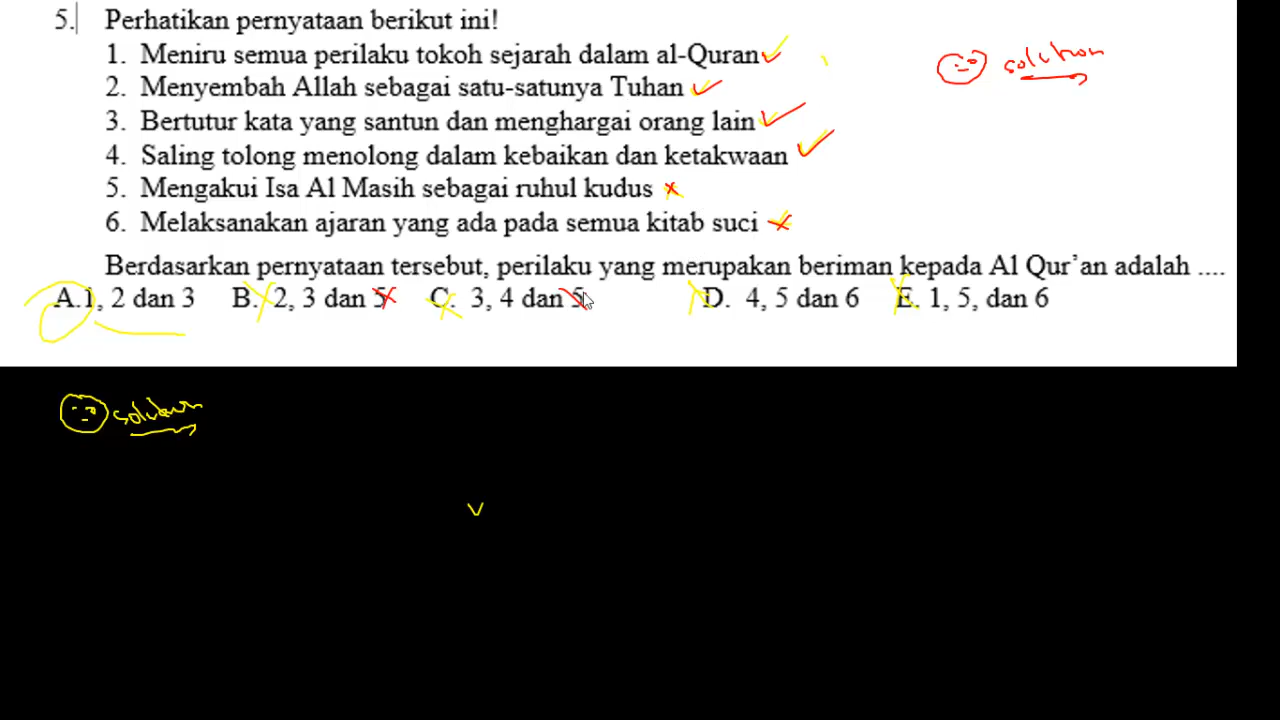 5. Perhatikan pernyataan berikut ini!
1. Meniru semua perilaku tokoh sejarah dalam al-Quran
2. Menyembah Allah sebagai satu-satunya Tuhan
3. Bertutur kata yang santun dan menghargai orang lain
4. Saling tolong menolong dalam kebaikan dan ketakwaan
5. Mengakui Isa Al Masih sebagai ruhul kudus
6. Melaksanakan ajaran yang ada pada semua kitab suci
solution
Berdasarkan pernyataan tersebut, perilaku yang merupakan beriman kepada Al Qur’an adalah ....
A.1, 2 dan 3 B. 2, 3 dan 5 C. 3, 4 dan 5 D. 4, 5 dan 6 E. 1, 5, dan 6
solution